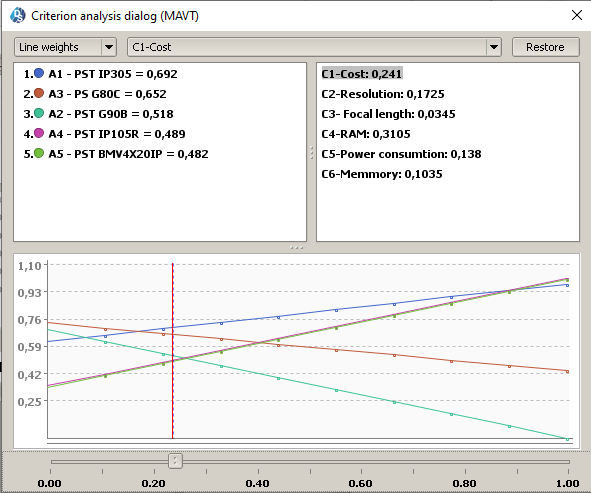 Criterion analysis dialog (MAVT)
Line weights
C1-Cost
Restore
1. A1 - PST IP305 = 0,692
2. A3 - PS G80C = 0,652
3. A2 - PST G90B = 0,518
4. A4 - PST IP105R = 0,489
5. A5 - PST BMV4X20IP = 0,482
C1-Cost: 0,241
C2-Resolution: 0,1725
C3- Focal length: 0,0345
C4-RAM: 0,3105
C5-Power consumtion: 0,138
C6-Memmory: 0,1035
1,10
0,93
0,76
0,59
0,42
0,25
0.00 0.20 0.40 0.60 0.80 1.00